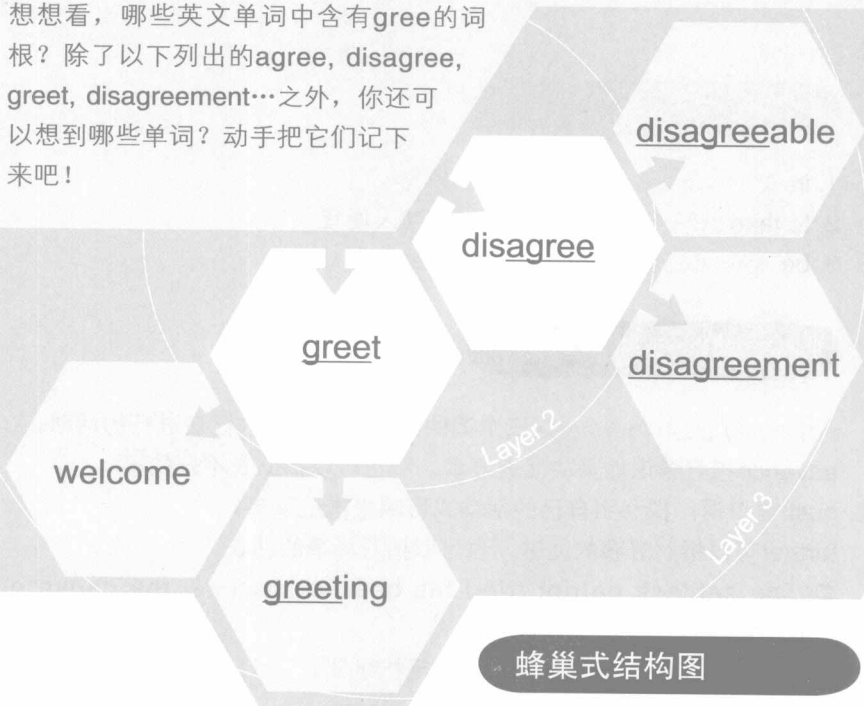 想想看，哪些英文单词中含有gree的词
根？除了以下列出的agree, disagree,
greet, disagreement…之外，你还可
以想到哪些单词？动手把它们记下
来吧！
disagreeable
disagree
greet
disagreement
Layer 2
welcome
Layer 3
greeting
蜂巢式结构图